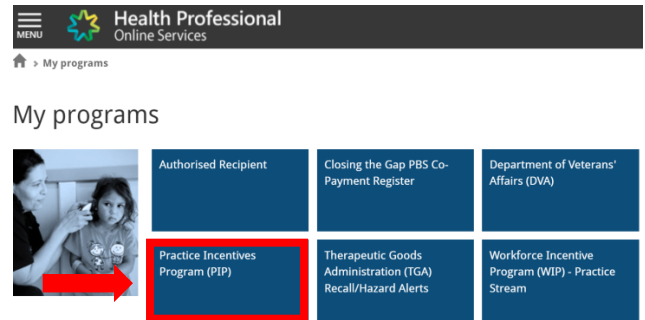 MENU
Health Professional
Online Services
> My programs
My programs
Authorised Recipient
Closing the Gap PBS Co-
Payment Register
Department of Veterans'
Affairs (DVA)
Practice Incentives
Program (PIP)
Therapeutic Goods
Administration (TGA)
Recall/Hazard Alerts
Workforce Incentive
Program (WIP) - Practice
Stream